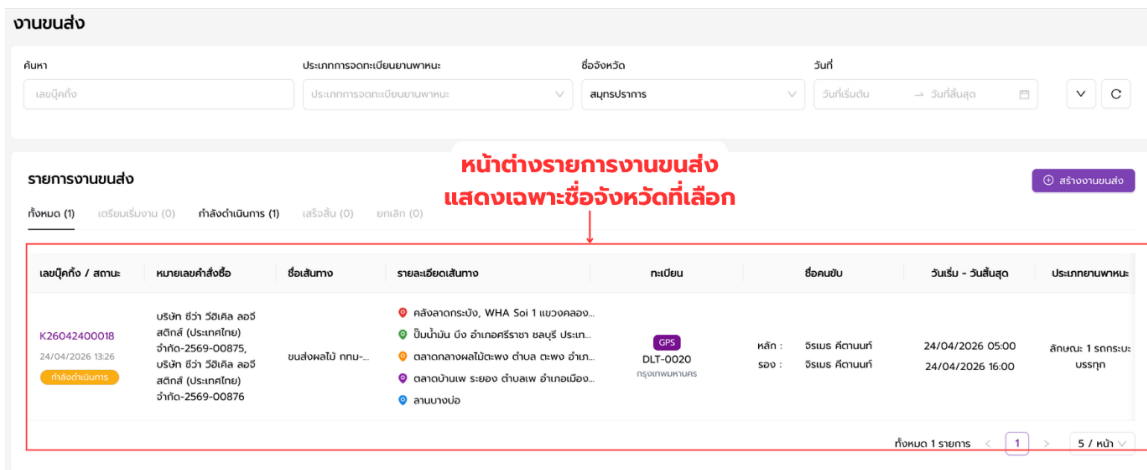 งานขนส่ง
ค้นหา
ประเภทการจดทะเบียนยานพาหนะ
ชื่อจังหวัด
วันที่
เลขบุ๊คกิ้ง
ประเภทการจดทะเบียนยานพาหนะ
สมุทรปราการ
วันที่เริ่มต้น → วันที่สิ้นสุด
หน้าต่างรายการงานขนส่ง
แสดงเฉพาะชื่อจังหวัดที่เลือก
รายการงานขนส่ง
สร้างงานขนส่ง
ทั้งหมด (1) เตรียมเริ่มงาน (0) กำลังดำเนินการ (1) เสร็จสิ้น (0) ยกเลิก (0)
เลขบุ๊คกิ้ง / สถานะ หมายเลขคำสั่งซื้อ ชื่อเส้นทาง รายละเอียดเส้นทาง ทะเบียน ชื่อคนขับ วันเริ่ม - วันสิ้นสุด ประเภทยานพาหนะ
K26042400018
24/04/2026 13:26
กำลังดำเนินการ
บริษัท ชีว่า วีฮิเคิล ลอจิ
สติกส์ (ประเทศไทย)
จำกัด-2569-00875,
บริษัท ชีว่า วีฮิเคิล ลอจิ
สติกส์ (ประเทศไทย)
จำกัด-2569-00876
ขนส่งผลไม้ กทม-...
คลังลาดกระบัง, WHA Soi 1 แขวงคลอง...
ปั๊มน้ำมัน บึง อำเภอศรีราชา ชลบุรี ประเท...
ตลาดกลางผลไม้ตะพง ตำบล ตะพง อำเภ...
ตลาดบ้านเพ ระยอง ตำบลเพ อำเภอเมือง...
ลานบางบ่อ
GPS
DLT-0020
กรุงเทพมหานคร
หลัก : จิรเมธ คีตานนท์
รอง : จิรเมธ คีตานนท์
24/04/2026 05:00
24/04/2026 16:00
ลักษณะ 1 รถกระบะ
บรรทุก
ทั้งหมด 1 รายการ < 1 > 5 / หน้า